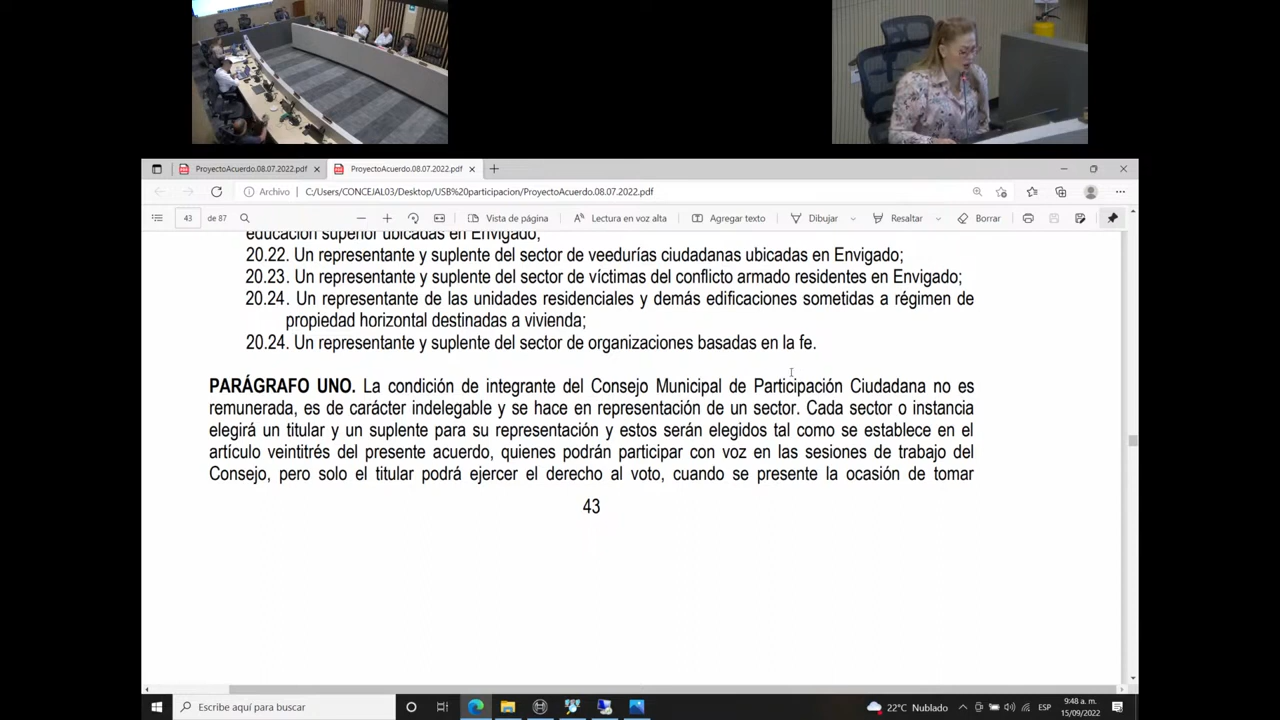 ProyectoAcuerdo.08.07.2022.pdf
ProyectoAcuerdo.08.07.2022.pdf
Archivo
C:/Users/CONCEJAL03/Desktop/USB%20participacion/ProyectoAcuerdo.08.07.2022.pdf
43 de 87
Vista de página
Lectura en voz alta
Agregar texto
Dibujar
Resaltar
Borrar
educación superior ubicadas en Envigado;
20.22. Un representante y suplente del sector de veedurías ciudadanas ubicadas en Envigado;
20.23. Un representante y suplente del sector de víctimas del conflicto armado residentes en Envigado;
20.24. Un representante de las unidades residenciales y demás edificaciones sometidas a régimen de
propiedad horizontal destinadas a vivienda;
20.24. Un representante y suplente del sector de organizaciones basadas en la fe.
PARÁGRAFO UNO. La condición de integrante del Consejo Municipal de Participación Ciudadana no es
remunerada, es de carácter indelegable y se hace en representación de un sector. Cada sector o instancia
elegirá un titular y un suplente para su representación y estos serán elegidos tal como se establece en el
artículo veintitrés del presente acuerdo, quienes podrán participar con voz en las sesiones de trabajo del
Consejo, pero solo el titular podrá ejercer el derecho al voto, cuando se presente la ocasión de tomar
43
Escribe aquí para buscar
22°C Nublado
ESP
9:48 a. m.
15/09/2022